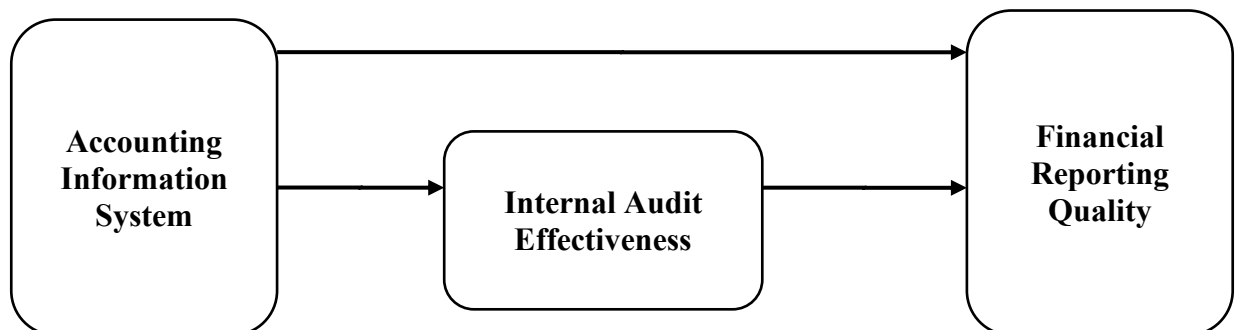 Accounting
Information
System
Internal Audit
Effectiveness
Financial
Reporting
Quality